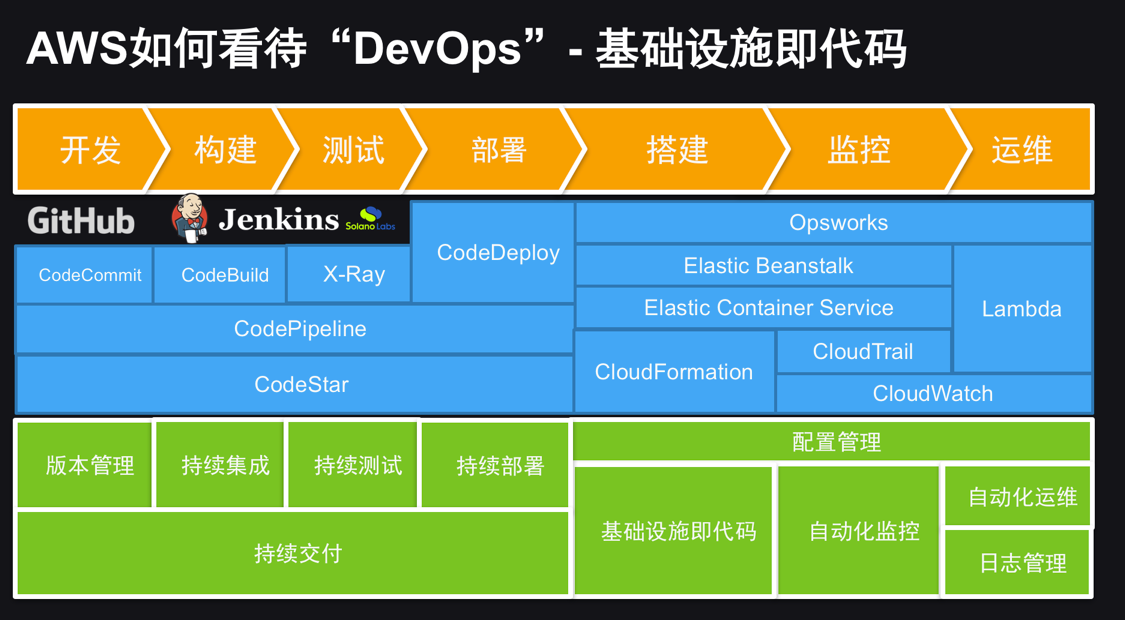 AWS如何看待“DevOps” - 基础设施即代码
开发
构建
测试
部署
搭建
监控
运维
GitHub
Jenkins
Solano Labs
CodeDeploy
Opsworks
CodeCommit
CodeBuild
X-Ray
Elastic Beanstalk
Elastic Container Service
Lambda
CodePipeline
CloudFormation
CloudTrail
CodeStar
CloudWatch
版本管理
持续集成
持续测试
持续部署
配置管理
持续交付
基础设施即代码
自动化监控
自动化运维
日志管理